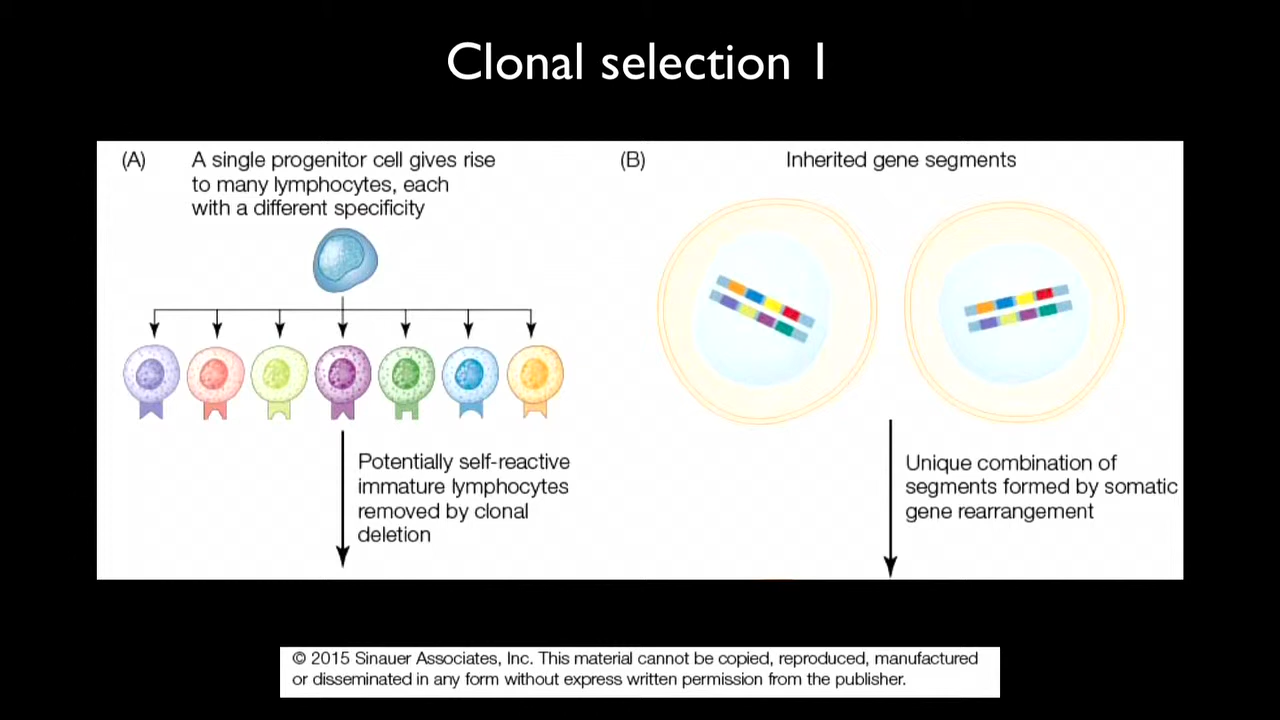 Clonal selection 1
(A)
A single progenitor cell gives rise
to many lymphocytes, each
with a different specificity
Potentially self-reactive
immature lymphocytes
removed by clonal
deletion
(B)
Inherited gene segments
Unique combination of
segments formed by somatic
gene rearrangement
© 2015 Sinauer Associates, Inc. This material cannot be copied, reproduced, manufactured
or disseminated in any form without express written permission from the publisher.